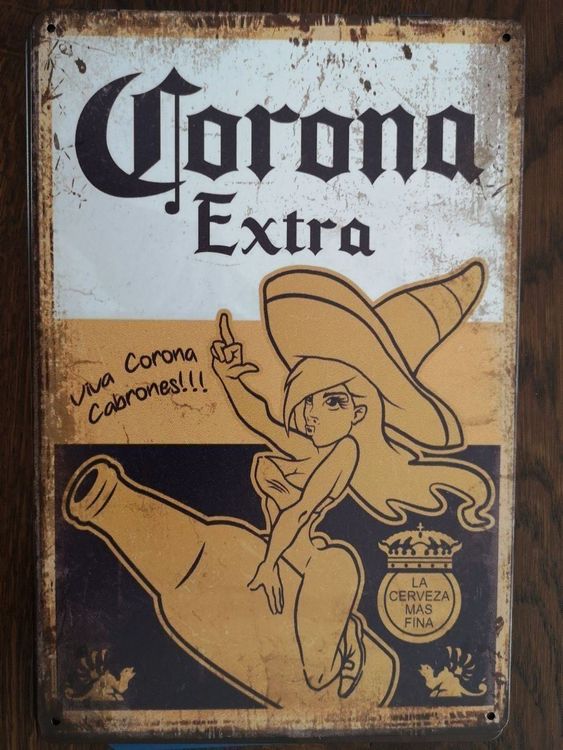 Corona
Extra
Viva Corona
Cabrones!!!
LA
CERVEZA
MAS
FINA